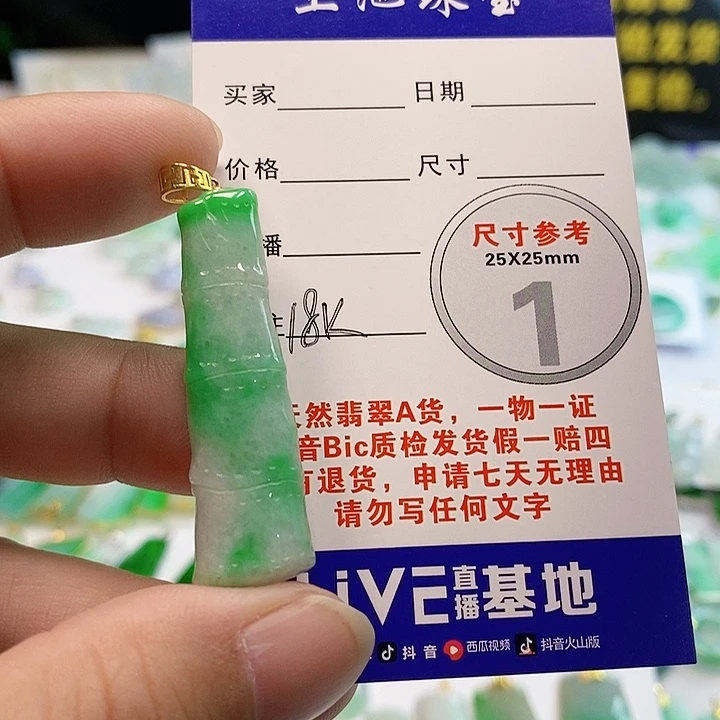 买家 日期
价格 尺寸
播
尺寸参考
25X25mm
1
18K
然翡翠A货，一物一证
音Bic质检发货假一赔四
退货，申请七天无理由
请勿写任何文字
LiVE直播基地
抖音 西瓜视频 抖音火山版
检发货